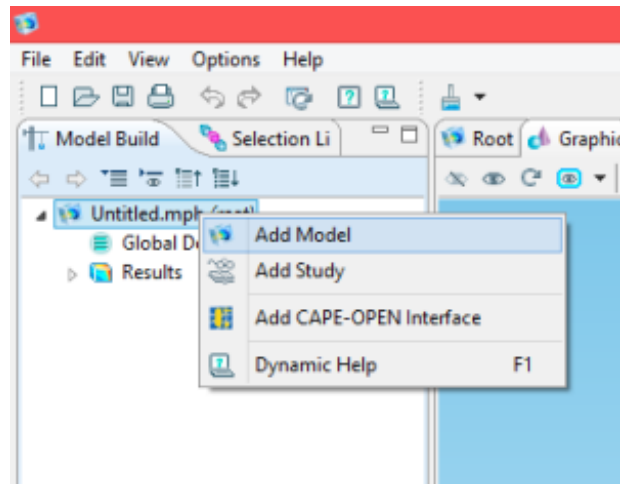 File Edit View Options Help
Model Build Selection Li Root Graphic
Untitled.mph (root)
Global D
Results
Add Model
Add Study
Add CAPE-OPEN Interface
Dynamic Help F1